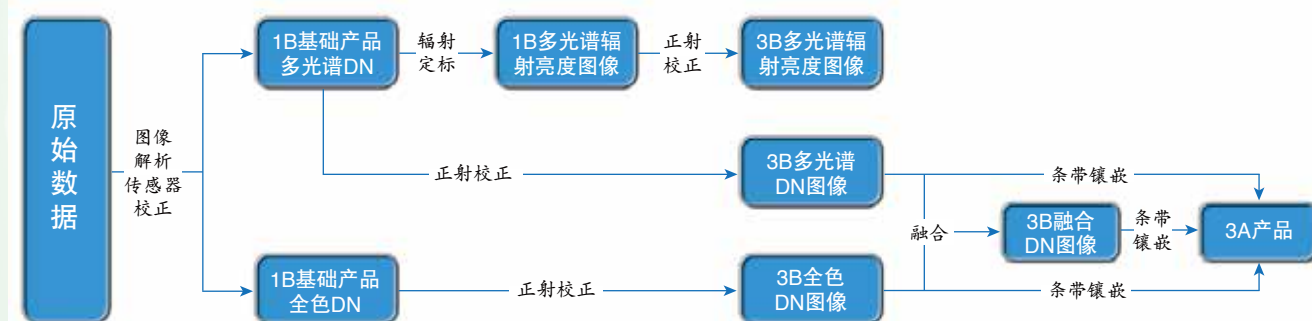 原
始
数
据
图像
解析
传感器
校正
1B基础产品
多光谱DN
辐射
定标
1B多光谱辐
射亮度图像
正射
校正
3B多光谱辐
射亮度图像
正射校正
3B多光谱
DN图像
条带镶嵌
融合
3B融合
DN图像
条带
镶嵌
3A产品
1B基础产品
全色DN
正射校正
3B全色
DN图像
条带镶嵌